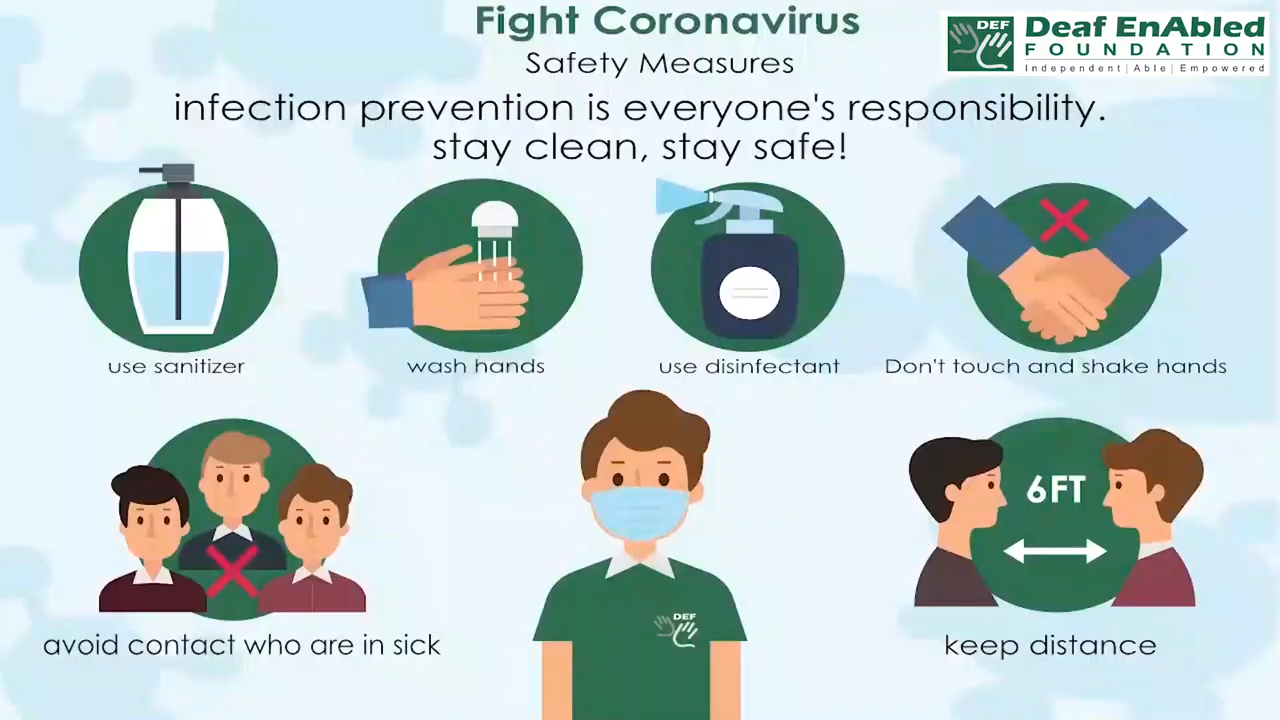 Fight Coronavirus
Safety Measures
DEF
Deaf EnAbled
FOUNDATION
Independent | Able | Empowered
infection prevention is everyone's responsibility.
stay clean, stay safe!
use sanitizer
wash hands
use disinfectant
Don't touch and shake hands
6FT
DEF
avoid contact who are in sick
keep distance